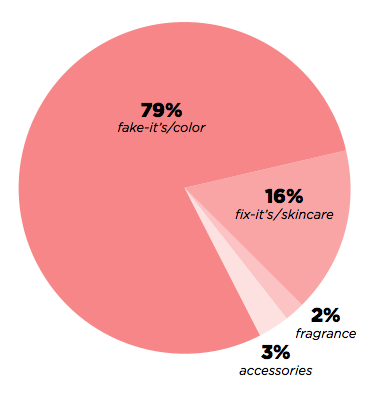 79%
fake-it's/color
16%
fix-it's/skincare
2%
fragrance
3%
accessories